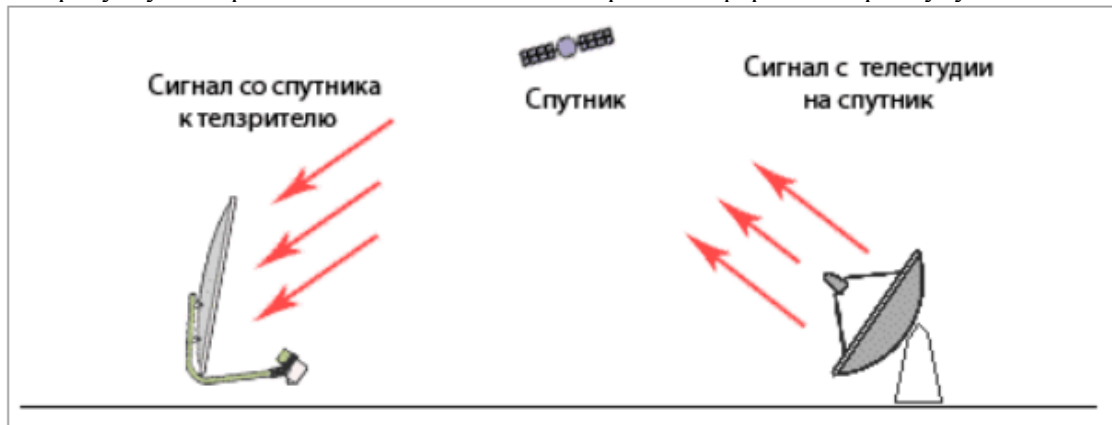 Сигнал со спутника
к телзрителю
Спутник
Сигнал с телестудии
на спутник